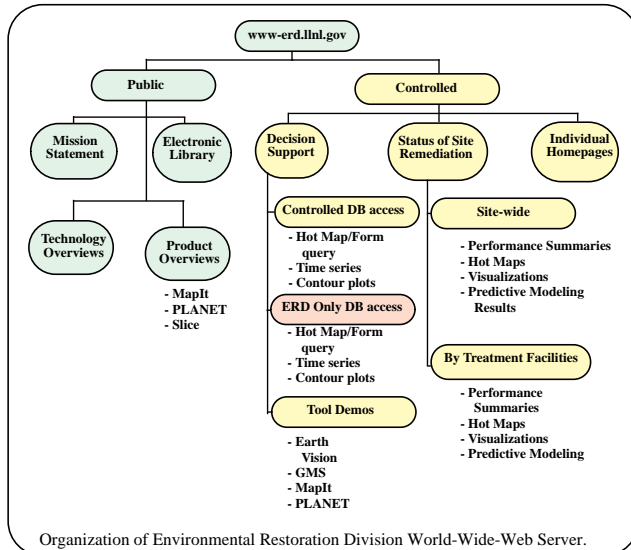 www-erd.llnl.gov
Public
Controlled
Mission
Statement
Electronic
Library
Decision
Support
Status of Site
Remediation
Individual
Homepages
Technology
Overviews
Product
Overviews
- MapIt
- PLANET
- Slice
Controlled DB access
- Hot Map/Form
query
- Time series
- Contour plots
ERD Only DB access
- Hot Map/Form
query
- Time series
- Contour plots
Tool Demos
- Earth
Vision
- GMS
- MapIt
- PLANET
Site-wide
- Performance Summaries
- Hot Maps
- Visualizations
- Predictive Modeling
Results
By Treatment Facilities
- Performance
Summaries
- Hot Maps
- Visualizations
- Predictive Modeling
Organization of Environmental Restoration Division World-Wide-Web Server.